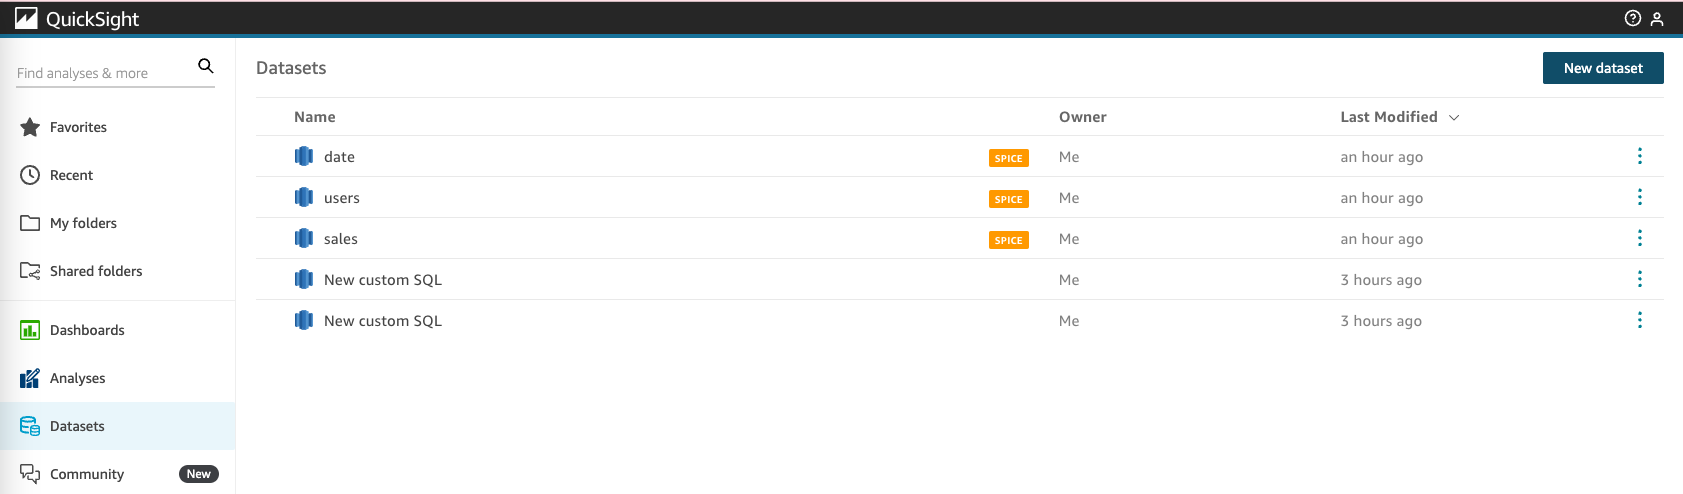 QuickSight
Find analyses & more
Favorites
Recent
My folders
Shared folders
Dashboards
Analyses
Datasets
Community New
Datasets
New dataset
Name Owner Last Modified
date SPICE Me an hour ago
users SPICE Me an hour ago
sales SPICE Me an hour ago
New custom SQL Me 3 hours ago
New custom SQL Me 3 hours ago